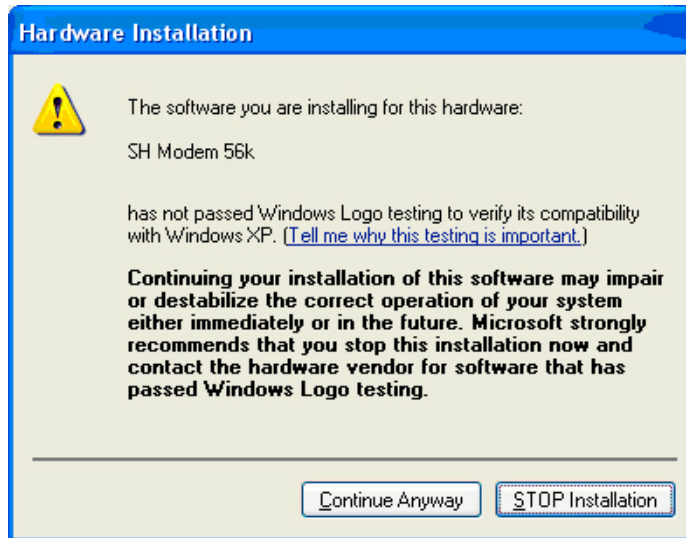 Hardware Installation
The software you are installing for this hardware:
SH Modem 56k
has not passed Windows Logo testing to verify its compatibility
with Windows XP. (Tell me why this testing is important.)
Continuing your installation of this software may impair
or destabilize the correct operation of your system
either immediately or in the future. Microsoft strongly
recommends that you stop this installation now and
contact the hardware vendor for software that has
passed Windows Logo testing.
Continue Anyway STOP Installation